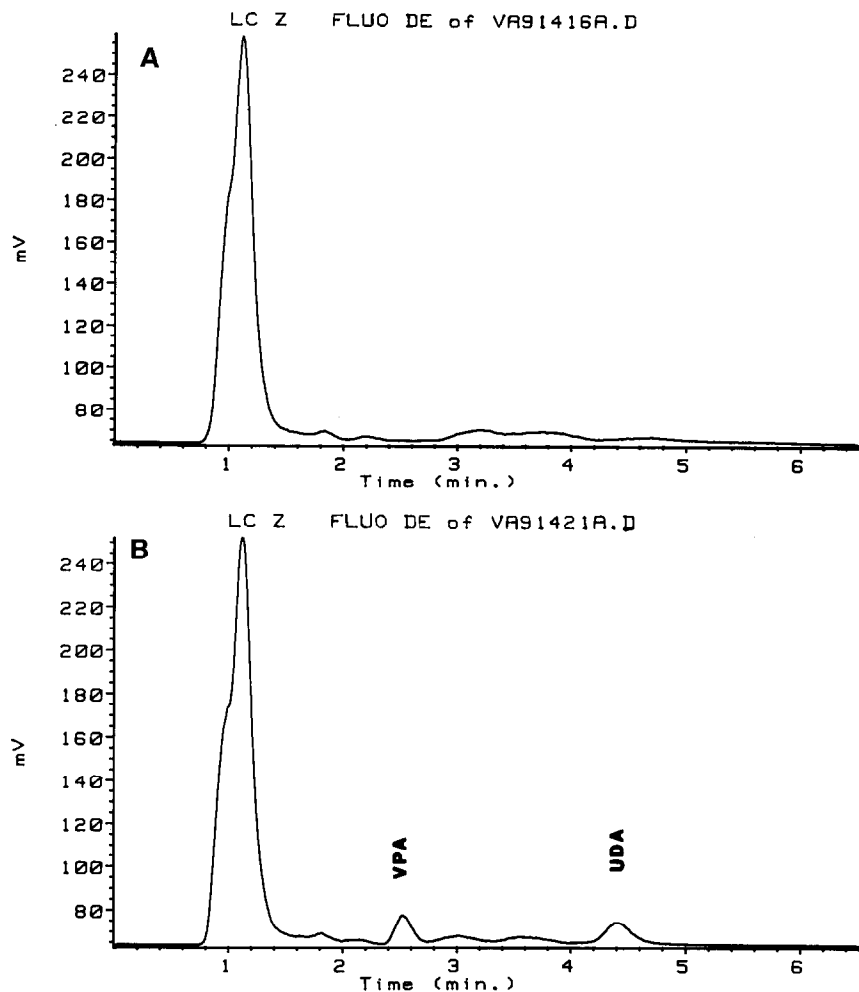 LC Z FLUO DE of VA91416A.D
A
240
220
200
180
160
140
120
100
80
mV
1 2 3 4 5 6
Time (min.)
LC Z FLUO DE of VA91421A.D
B
240
220
200
180
160
140
120
100
80
mV
VPA
UDA
1 2 3 4 5 6
Time (min.)